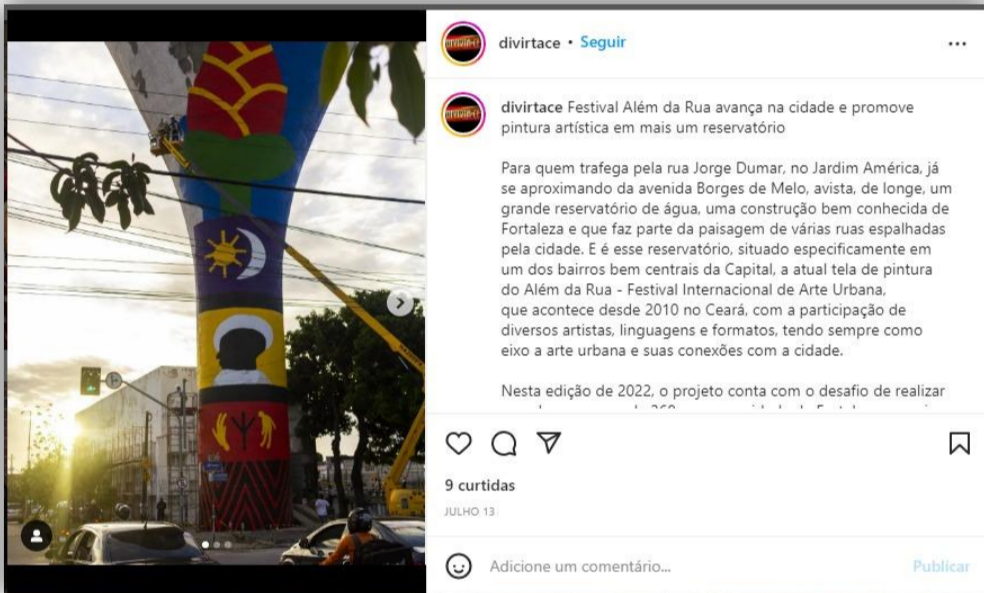 divirtace • Seguir
divirtace Festival Além da Rua avança na cidade e promove
pintura artística em mais um reservatório
Para quem trafega pela rua Jorge Dumar, no Jardim América, já
se aproximando da avenida Borges de Melo, avista, de longe, um
grande reservatório de água, uma construção bem conhecida de
Fortaleza e que faz parte da paisagem de várias ruas espalhadas
pela cidade. E é esse reservatório, situado especificamente em
um dos bairros bem centrais da Capital, a atual tela de pintura
do Além da Rua - Festival Internacional de Arte Urbana,
que acontece desde 2010 no Ceará, com a participação de
diversos artistas, linguagens e formatos, tendo sempre como
eixo a arte urbana e suas conexões com a cidade.
Nesta edição de 2022, o projeto conta com o desafio de realizar
9 curtidas
JULHO 13
Adicione um comentário...
Publicar